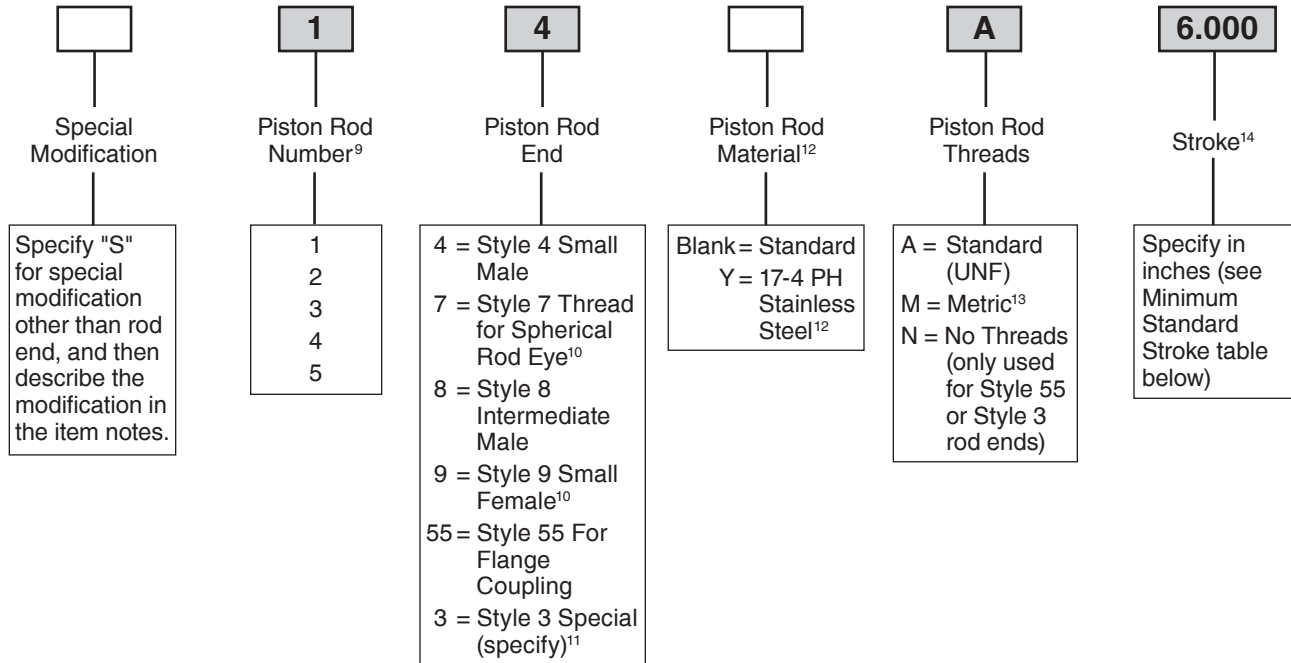 1
4
A
6.000
Special
Modification
Piston Rod
Number⁹
Piston Rod
End
Piston Rod
Material¹²
Piston Rod
Threads
Stroke¹⁴
Specify "S"
for special
modification
other than rod
end, and then
describe the
modification in
the item notes.
1
2
3
4
5
4 = Style 4 Small
Male
7 = Style 7 Thread
for Spherical
Rod Eye¹⁰
8 = Style 8
Intermediate
Male
9 = Style 9 Small
Female¹⁰
55 = Style 55 For
Flange
Coupling
3 = Style 3 Special
(specify)¹¹
Blank = Standard
Y = 17-4 PH
Stainless
Steel¹²
A = Standard
(UNF)
M = Metric¹³
N = No Threads
(only used
for Style 55
or Style 3
rod ends)
Specify in
inches (see
Minimum
Standard
Stroke table
below)